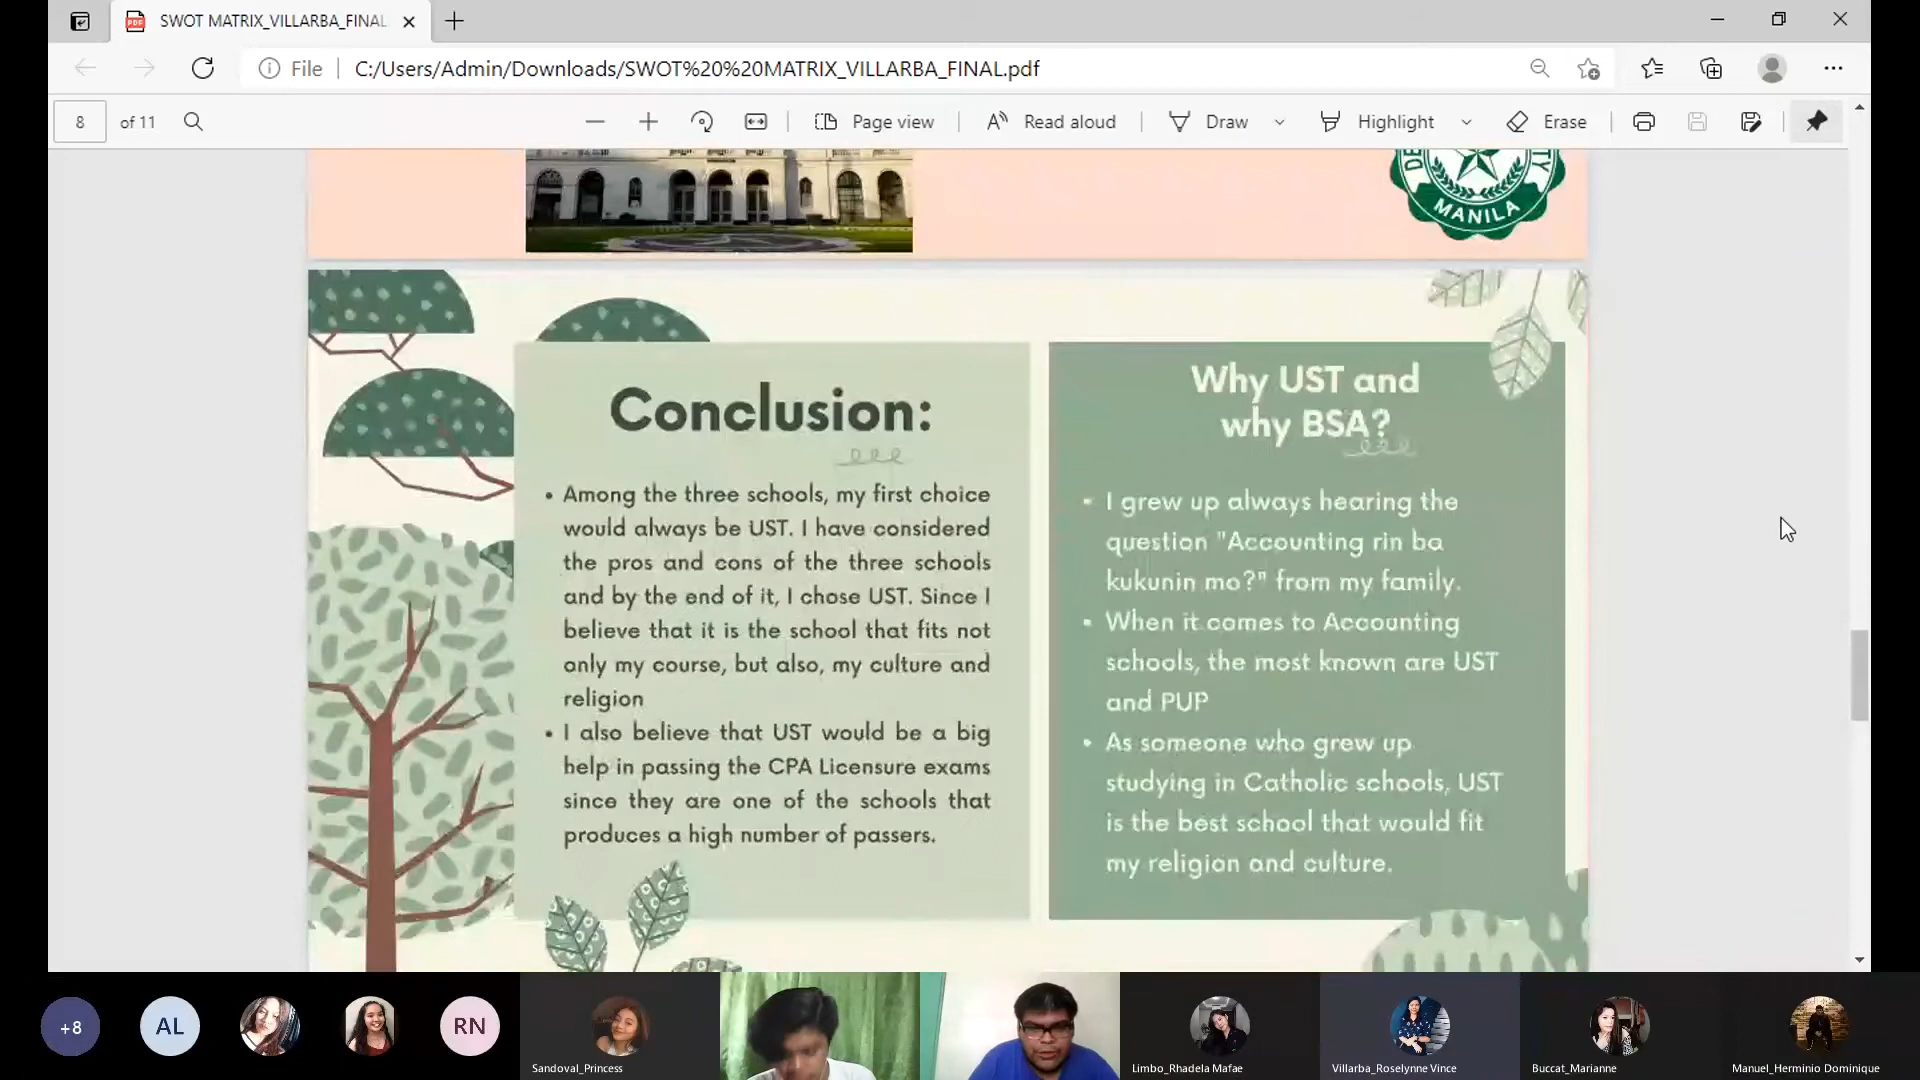 SWOT MATRIX_VILLARBA_FINAL
File
C:/Users/Admin/Downloads/SWOT%20%20MATRIX_VILLARBA_FINAL.pdf
8 of 11
Page view
Read aloud
Draw
Highlight
Erase
MANILA
Conclusion:
• Among the three schools, my first choice
would always be UST. I have considered
the pros and cons of the three schools
and by the end of it, I chose UST. Since I
believe that it is the school that fits not
only my course, but also, my culture and
religion
• I also believe that UST would be a big
help in passing the CPA Licensure exams
since they are one of the schools that
produces a high number of passers.
Why UST and
why BSA?
• I grew up always hearing the
question "Accounting rin ba
kukunin mo?" from my family.
• When it comes to Accounting
schools, the most known are UST
and PUP
• As someone who grew up
studying in Catholic schools, UST
is the best school that would fit
my religion and culture.
+8
AL
RN
Sandoval_Princess
Limbo_Rhadela Mafae
Villarba_Roselynne Vince
Buccat_Marianne
Manuel_Herminio Dominique